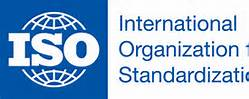 ISO
International
Organization f
Standardizatio